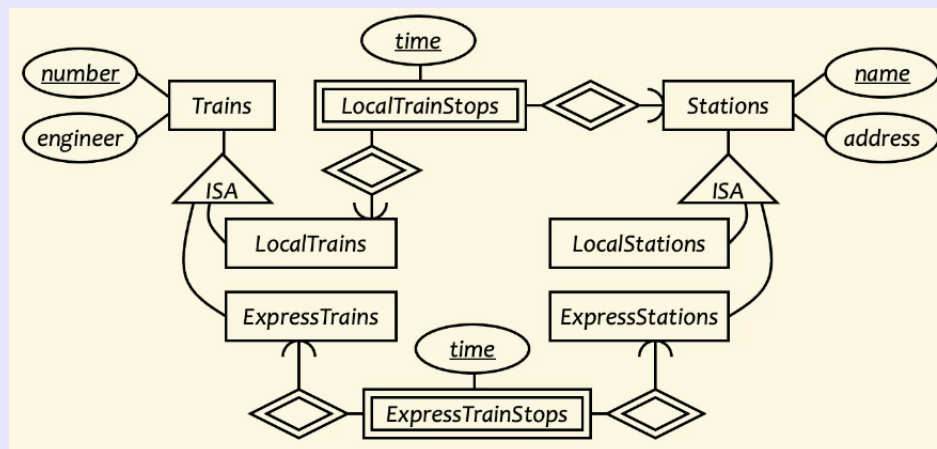 time
number
Trains
LocalTrainStops
Stations
name
engineer
address
ISA
ISA
LocalTrains
LocalStations
ExpressTrains
ExpressStations
time
ExpressTrainStops